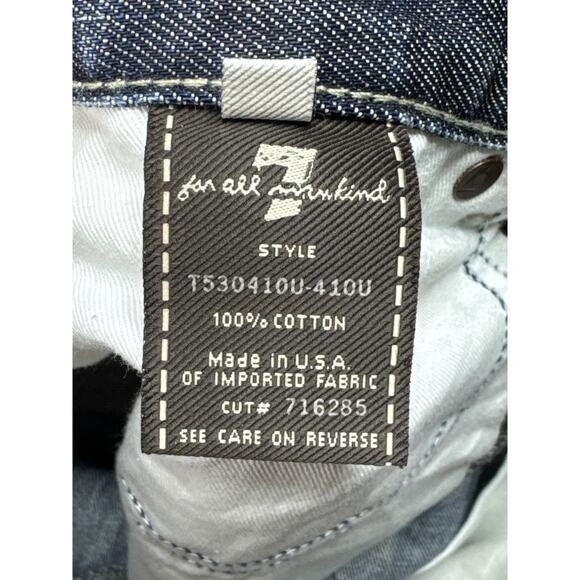 7
for all mankind
STYLE
T530410U-410U
100% COTTON
Made in U.S.A.
OF IMPORTED FABRIC
CUT# 716285
SEE CARE ON REVERSE